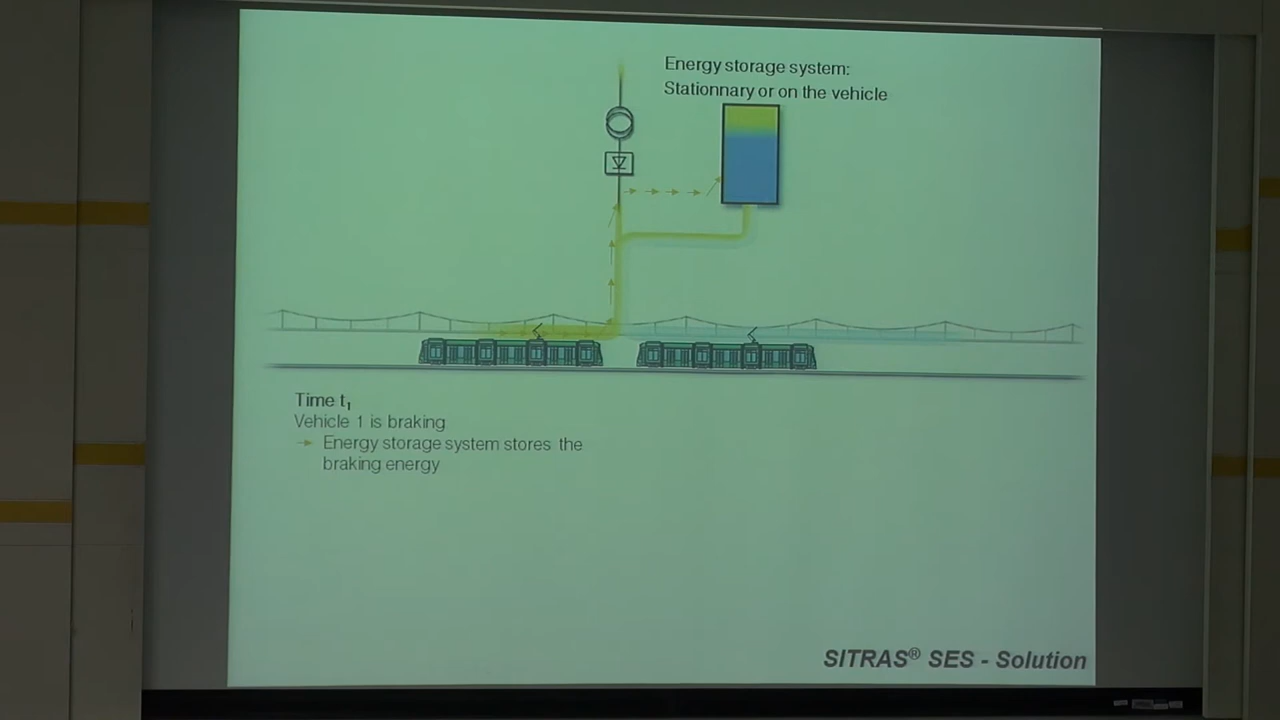 Energy storage system:
Stationnary or on the vehicle
Time t₁
Vehicle 1 is braking
→ Energy storage system stores the
braking energy
SITRAS® SES - Solution